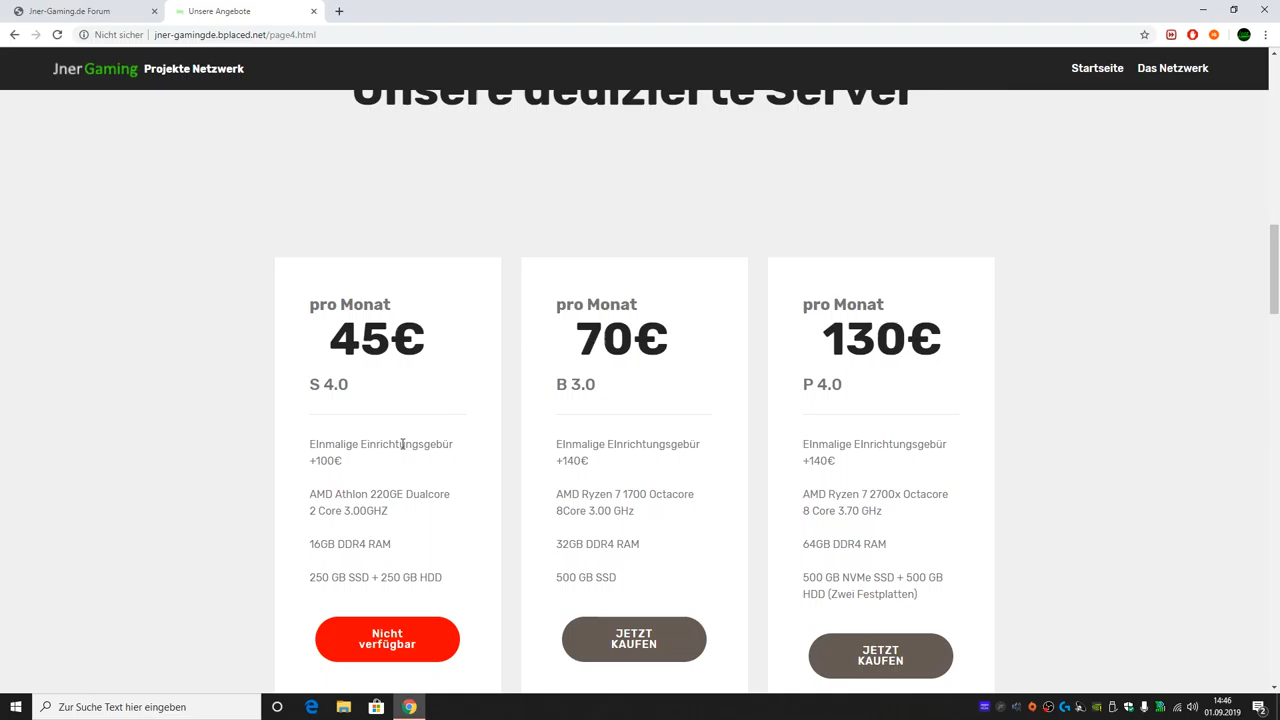 Jner-Gaming.de Forum
Unsere Angebote
Nicht sicher
jner-gamingde.bplaced.net/page4.html
Jner Gaming Projekte Netzwerk
Startseite
Das Netzwerk
Unsere dedizierte Server
pro Monat
45€
S 4.0
EInmalige Einrichtungsgebür
+100€
AMD Athlon 220GE Dualcore
2 Core 3.00GHZ
16GB DDR4 RAM
250 GB SSD + 250 GB HDD
Nicht
verfügbar
pro Monat
70€
B 3.0
EInmalige EInrichtungsgebür
+140€
AMD Ryzen 7 1700 Octacore
8Core 3.00 GHz
32GB DDR4 RAM
500 GB SSD
JETZT
KAUFEN
pro Monat
130€
P 4.0
EInmalige EInrichtungsgebür
+140€
AMD Ryzen 7 2700x Octacore
8 Core 3.70 GHz
64GB DDR4 RAM
500 GB NVMe SSD + 500 GB
HDD (Zwei Festplatten)
JETZT
KAUFEN
Zur Suche Text hier eingeben
14:46
01.09.2019